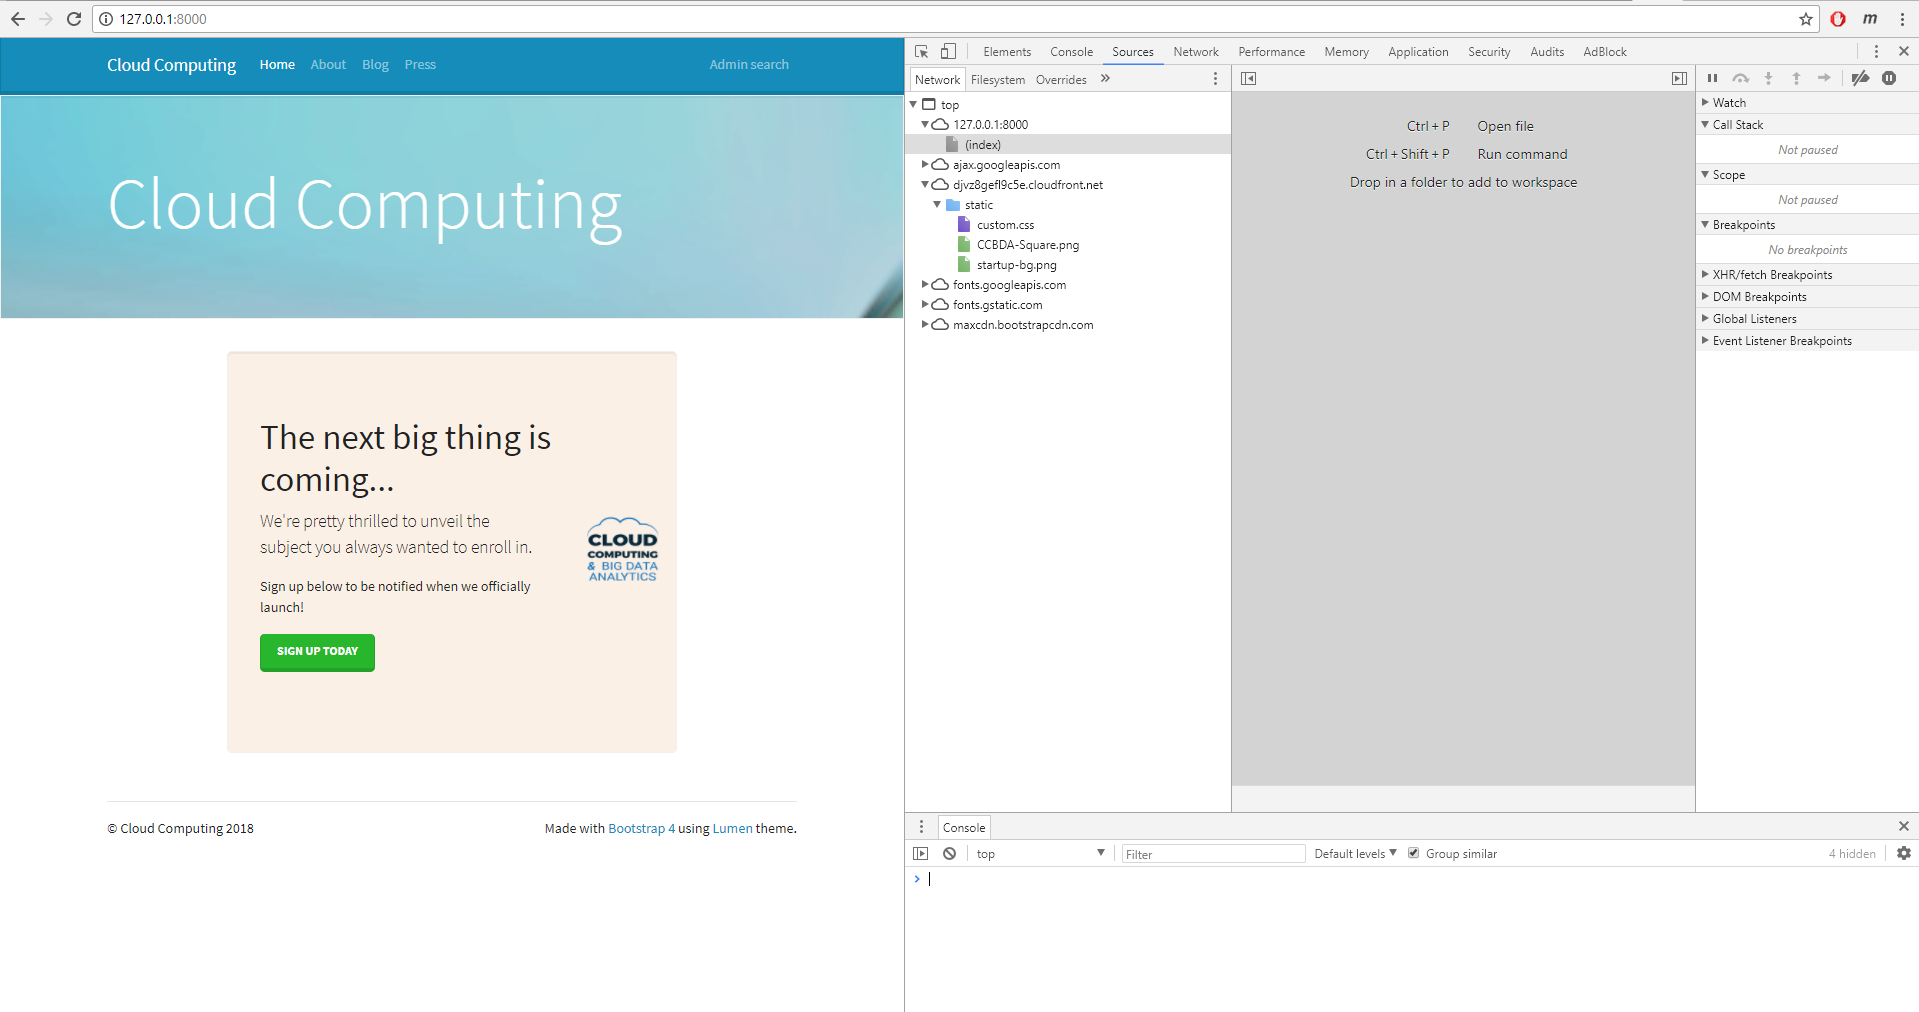 127.0.0.1:8000
Cloud Computing Home About Blog Press Admin search
Cloud Computing
The next big thing is
coming...
We're pretty thrilled to unveil the
subject you always wanted to enroll in.
Sign up below to be notified when we officially
launch!
SIGN UP TODAY
CLOUD
COMPUTING
& BIG DATA
ANALYTICS
© Cloud Computing 2018
Made with Bootstrap 4 using Lumen theme.
Elements Console Sources Network Performance Memory Application Security Audits AdBlock
Network Filesystem Overrides »
top
127.0.0.1:8000
(index)
ajax.googleapis.com
djvz8gefl9c5e.cloudfront.net
static
custom.css
CCBDA-Square.png
startup-bg.png
fonts.googleapis.com
fonts.gstatic.com
maxcdn.bootstrapcdn.com
Ctrl + P Open file
Ctrl + Shift + P Run command
Drop in a folder to add to workspace
Watch
Call Stack
Not paused
Scope
Not paused
Breakpoints
No breakpoints
XHR/fetch Breakpoints
DOM Breakpoints
Global Listeners
Event Listener Breakpoints
Console
top Filter Default levels Group similar 4 hidden
m